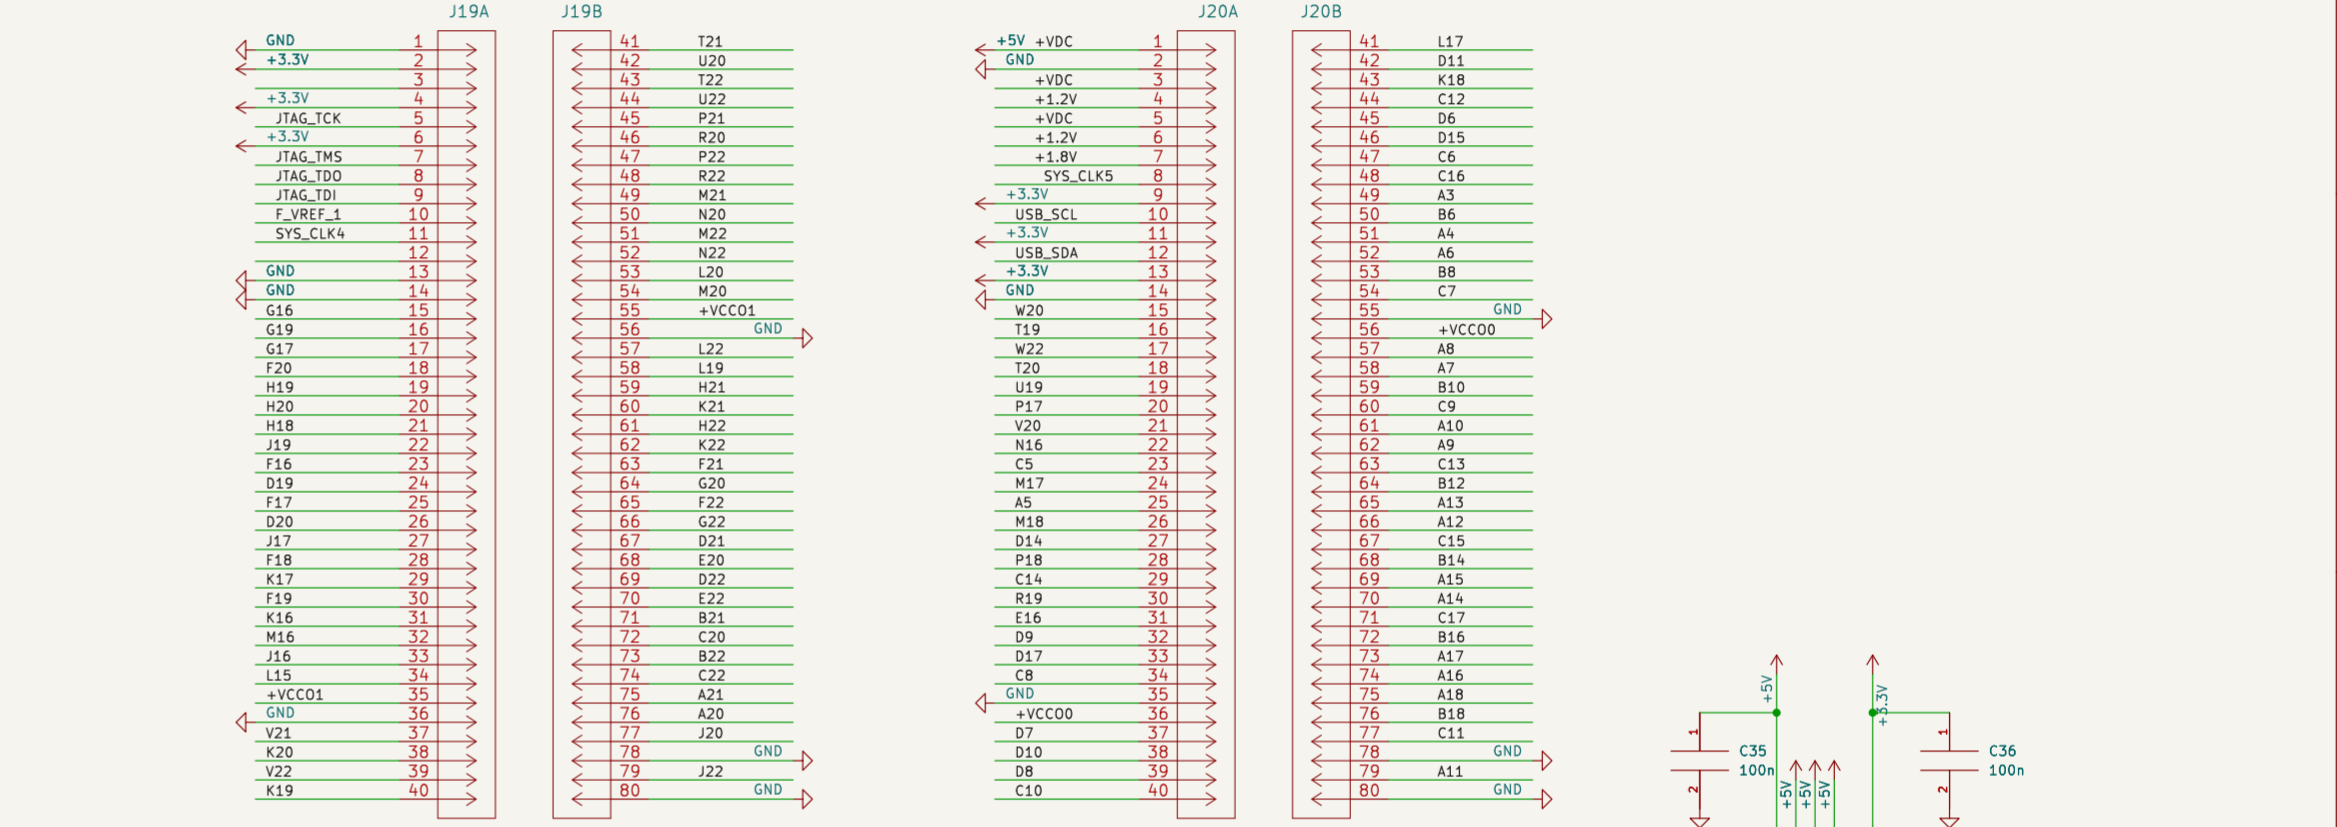 J19A J19B J20A J20B
GND 1 41 T21 +5V +VDC 1 41 L17
+3.3V 2 42 U20 GND 2 42 D11
3 43 T22 +VDC 3 43 K18
+3.3V 4 44 U22 +1.2V 4 44 C12
JTAG_TCK 5 45 P21 +VDC 5 45 D6
+3.3V 6 46 R20 +1.2V 6 46 D15
JTAG_TMS 7 47 P22 +1.8V 7 47 C6
JTAG_TDO 8 48 R22 SYS_CLK5 8 48 C16
JTAG_TDI 9 49 M21 +3.3V 9 49 A3
F_VREF_1 10 50 N20 USB_SCL 10 50 B6
SYS_CLK4 11 51 M22 +3.3V 11 51 A4
12 52 N22 USB_SDA 12 52 A6
GND 13 53 L20 +3.3V 13 53 B8
GND 14 54 M20 GND 14 54 C7
G16 15 55 +VCCO1 W20 15 55 GND
G19 16 56 GND T19 16 56 +VCCO0
G17 17 57 L22 W22 17 57 A8
F20 18 58 L19 T20 18 58 A7
H19 19 59 H21 U19 19 59 B10
H20 20 60 K21 P17 20 60 C9
H18 21 61 H22 V20 21 61 A10
J19 22 62 K22 N16 22 62 A9
F16 23 63 F21 C5 23 63 C13
D19 24 64 G20 M17 24 64 B12
F17 25 65 F22 A5 25 65 A13
D20 26 66 G22 M18 26 66 A12
J17 27 67 D21 D14 27 67 C15
F18 28 68 E20 P18 28 68 B14
K17 29 69 D22 C14 29 69 A15
F19 30 70 E22 R19 30 70 A14
K16 31 71 B21 E16 31 71 C17
M16 32 72 C20 D9 32 72 B16
J16 33 73 B22 D17 33 73 A17
L15 34 74 C22 C8 34 74 A16
+VCCO1 35 75 A21 GND 35 75 A18
GND 36 76 A20 +VCCO0 36 76 B18
V21 37 77 J20 D7 37 77 C11
K20 38 78 GND D10 38 78 GND
V22 39 79 J22 D8 39 79 A11
K19 40 80 GND C10 40 80 GND
+5V +3.3V
1 1
C35 C36
100n 100n
2 +5V +5V +5V 2